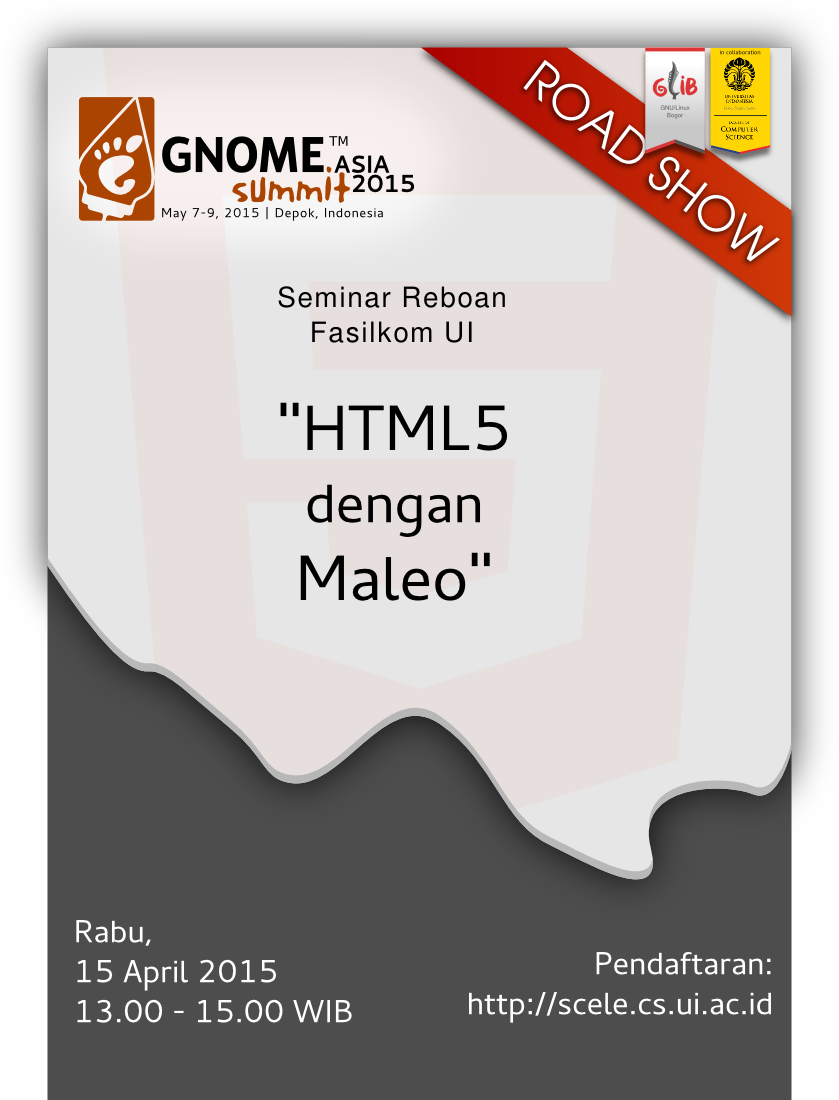 GNOME™
.ASIA
summit 2015
May 7-9, 2015 | Depok, Indonesia
ROAD SHOW
GLiB
GNU/Linux
Bogor
in collaboration
UNIVERSITAS
INDONESIA
COMPUTER
SCIENCE
Seminar Reboan
Fasilkom UI
"HTML5
dengan
Maleo"
Rabu,
15 April 2015
13.00 - 15.00 WIB
Pendaftaran:
http://scele.cs.ui.ac.id